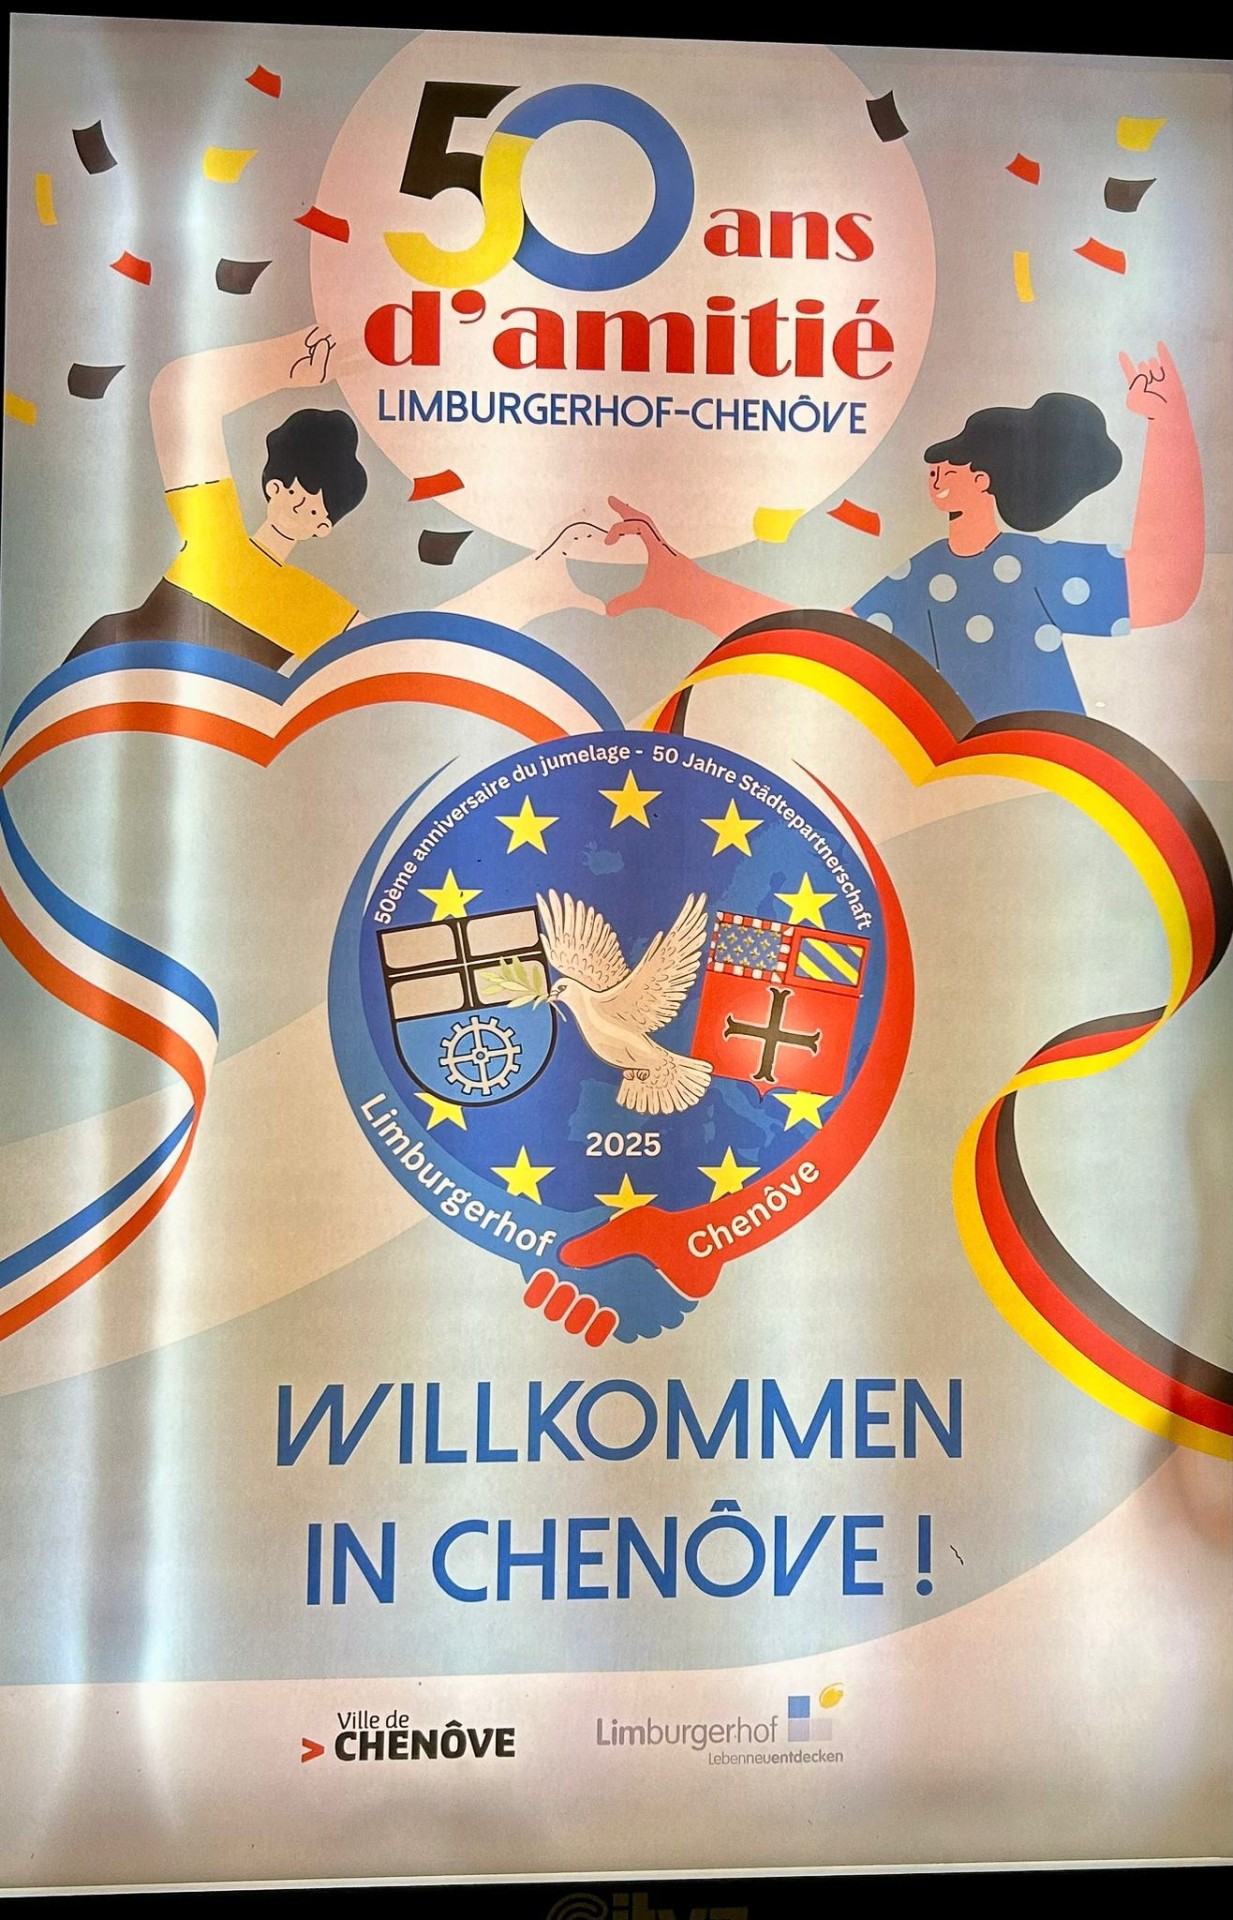 50 ans
d'amitié
LIMBURGERHOF-CHENÔVE
50ème anniversaire du jumelage - 50 Jahre Städtepartnerschaft
2025
Limburgerhof
Chenôve
WILLKOMMEN
IN CHENÔVE !
Ville de
> CHENÔVE
Limburgerhof
Lebenneuentdecken